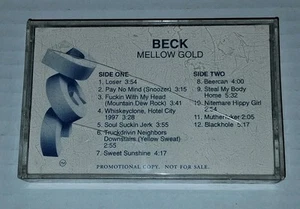 BECK
MELLOW GOLD
SIDE ONE
1. Loser 3:54
2. Pay No Mind (Snoozer) 3:15
3. Fuckin With My Head
(Mountain Dew Rock) 3:41
4. Whiskeyclone, Hotel City
1997 3:28
5. Soul Suckin Jerk 3:57
6. Truckdrivin Neighbors
Downstairs (Yellow Sweat)
2:55
7. Sweet Sunshine 4:17
SIDE TWO
8. Beercan 4:00
9. Steal My Body
Home 5:32
10. Nitemare Hippy Girl
2:55
11. Mutherfuker 2:05
12. Blackhole 5:17
PROMOTIONAL COPY. NOT FOR SALE.